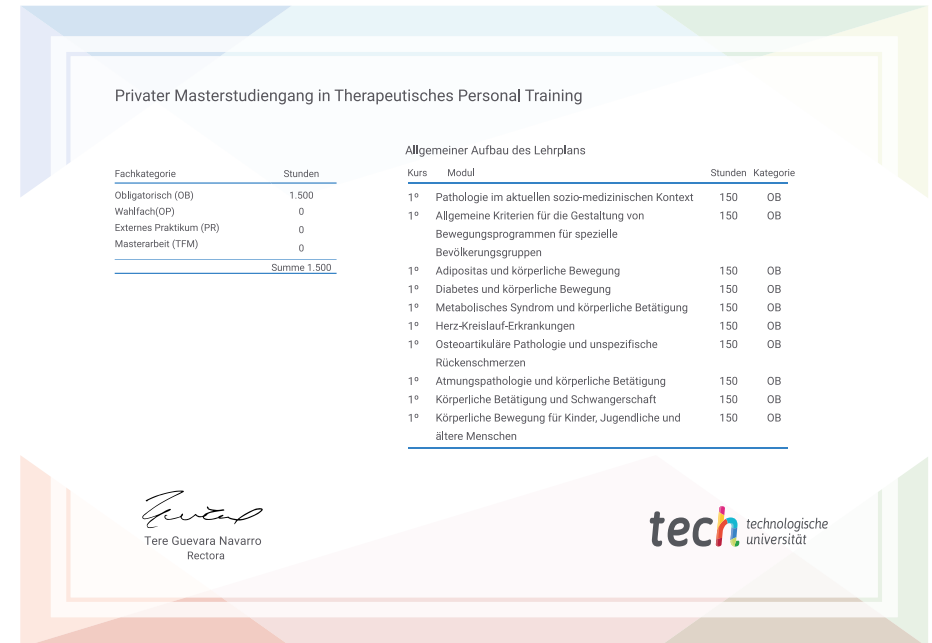 Privater Masterstudiengang in Therapeutisches Personal Training
Fachkategorie Stunden
Obligatorisch (OB) 1.500
Wahlfach(OP) 0
Externes Praktikum (PR) 0
Masterarbeit (TFM) 0
Summe 1.500
Allgemeiner Aufbau des Lehrplans
Kurs Modul Stunden Kategorie
1º Pathologie im aktuellen sozio-medizinischen Kontext 150 OB
1º Allgemeine Kriterien für die Gestaltung von 150 OB
Bewegungsprogrammen für spezielle
Bevölkerungsgruppen
1º Adipositas und körperliche Bewegung 150 OB
1º Diabetes und körperliche Bewegung 150 OB
1º Metabolisches Syndrom und körperliche Betätigung 150 OB
1º Herz-Kreislauf-Erkrankungen 150 OB
1º Osteoartikuläre Pathologie und unspezifische 150 OB
Rückenschmerzen
1º Atmungspathologie und körperliche Betätigung 150 OB
1º Körperliche Betätigung und Schwangerschaft 150 OB
1º Körperliche Bewegung für Kinder, Jugendliche und 150 OB
ältere Menschen
Tere Guevara Navarro
Rectora
tech technologische
universität